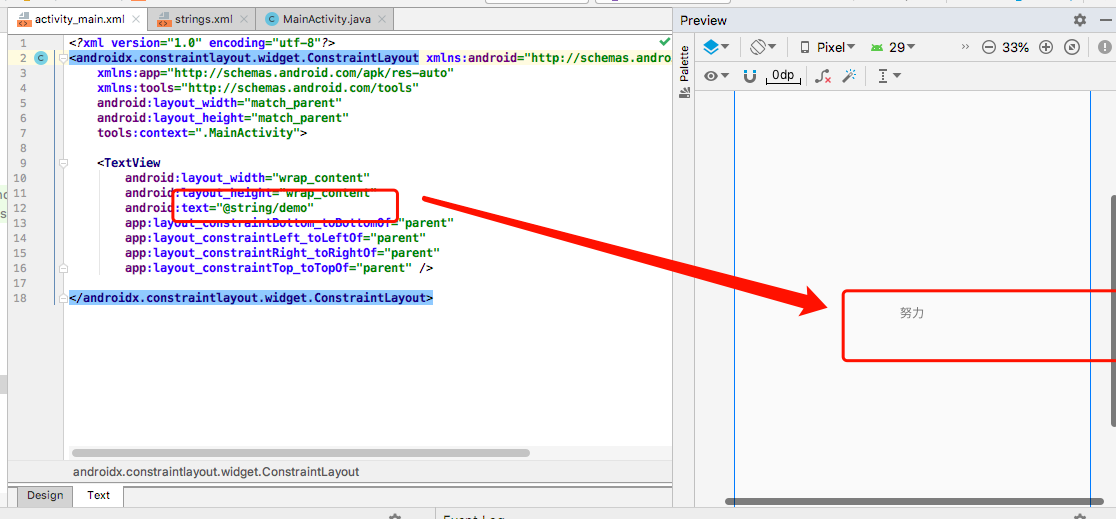 activity_main.xml
strings.xml
MainActivity.java
Preview
1 <?xml version="1.0" encoding="utf-8"?>
2 <androidx.constraintlayout.widget.ConstraintLayout xmlns:android="http://schemas.andro
3 xmlns:app="http://schemas.android.com/apk/res-auto"
4 xmlns:tools="http://schemas.android.com/tools"
5 android:layout_width="match_parent"
6 android:layout_height="match_parent"
7 tools:context=".MainActivity">
8
9 <TextView
10 android:layout_width="wrap_content"
11 android:layout_height="wrap_content"
12 android:text="@string/demo"
13 app:layout_constraintBottom_toBottomOf="parent"
14 app:layout_constraintLeft_toLeftOf="parent"
15 app:layout_constraintRight_toRightOf="parent"
16 app:layout_constraintTop_toTopOf="parent" />
17
18 </androidx.constraintlayout.widget.ConstraintLayout>
androidx.constraintlayout.widget.ConstraintLayout
Design Text
Palette
Pixel 29 33%
0dp
努力